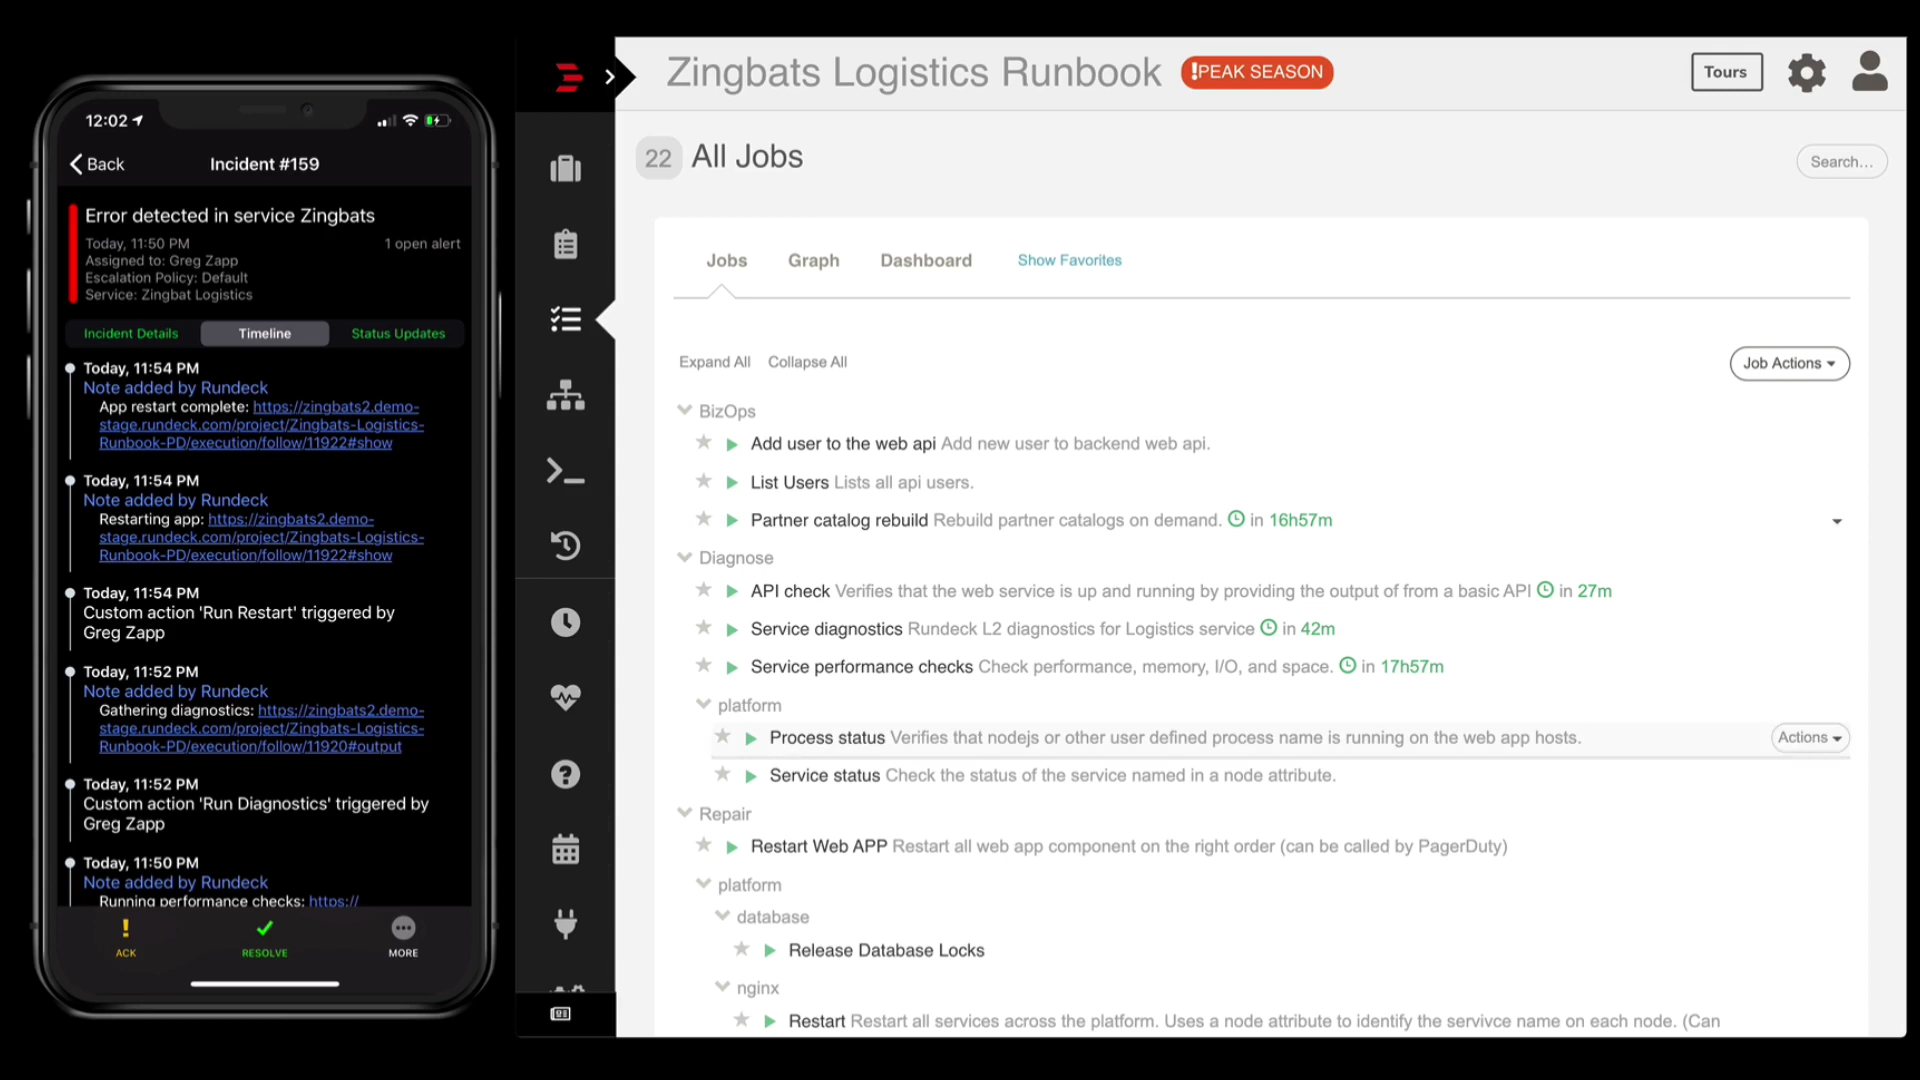 12:02
Back
Incident #159
Error detected in service Zingbats
Today, 11:50 PM
1 open alert
Assigned to: Greg Zapp
Escalation Policy: Default
Service: Zingbat Logistics
Incident Details
Timeline
Status Updates
Today, 11:54 PM
Note added by Rundeck
App restart complete: https://zingbats2.demo-
stage.rundeck.com/project/Zingbats-Logistics-
Runbook-PD/execution/follow/11922#show
Today, 11:54 PM
Note added by Rundeck
Restarting app: https://zingbats2.demo-
stage.rundeck.com/project/Zingbats-Logistics-
Runbook-PD/execution/follow/11922#show
Today, 11:54 PM
Custom action 'Run Restart' triggered by
Greg Zapp
Today, 11:52 PM
Note added by Rundeck
Gathering diagnostics: https://zingbats2.demo-
stage.rundeck.com/project/Zingbats-Logistics-
Runbook-PD/execution/follow/11920#output
Today, 11:52 PM
Custom action 'Run Diagnostics' triggered by
Greg Zapp
Today, 11:50 PM
Note added by Rundeck
Running performance checks: https://
ACK
RESOLVE
MORE
Zingbats Logistics Runbook
!PEAK SEASON
Tours
22 All Jobs
Search...
Jobs
Graph
Dashboard
Show Favorites
Expand All
Collapse All
Job Actions
BizOps
Add user to the web api Add new user to backend web api.
List Users Lists all api users.
Partner catalog rebuild Rebuild partner catalogs on demand. in 16h57m
Diagnose
API check Verifies that the web service is up and running by providing the output of from a basic API in 27m
Service diagnostics Rundeck L2 diagnostics for Logistics service in 42m
Service performance checks Check performance, memory, I/O, and space. in 17h57m
platform
Process status Verifies that nodejs or other user defined process name is running on the web app hosts.
Actions
Service status Check the status of the service named in a node attribute.
Repair
Restart Web APP Restart all web app component on the right order (can be called by PagerDuty)
platform
database
Release Database Locks
nginx
Restart Restart all services across the platform. Uses a node attribute to identify the servivce name on each node. (Can